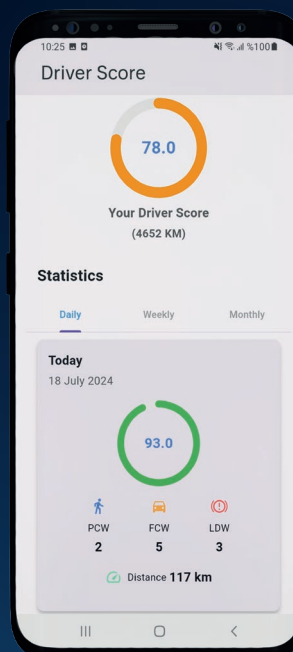 10:25 %100
Driver Score
78.0
Your Driver Score
(4652 KM)
Statistics
Daily Weekly Monthly
Today
18 July 2024
93.0
PCW FCW LDW
2 5 3
Distance 117 km